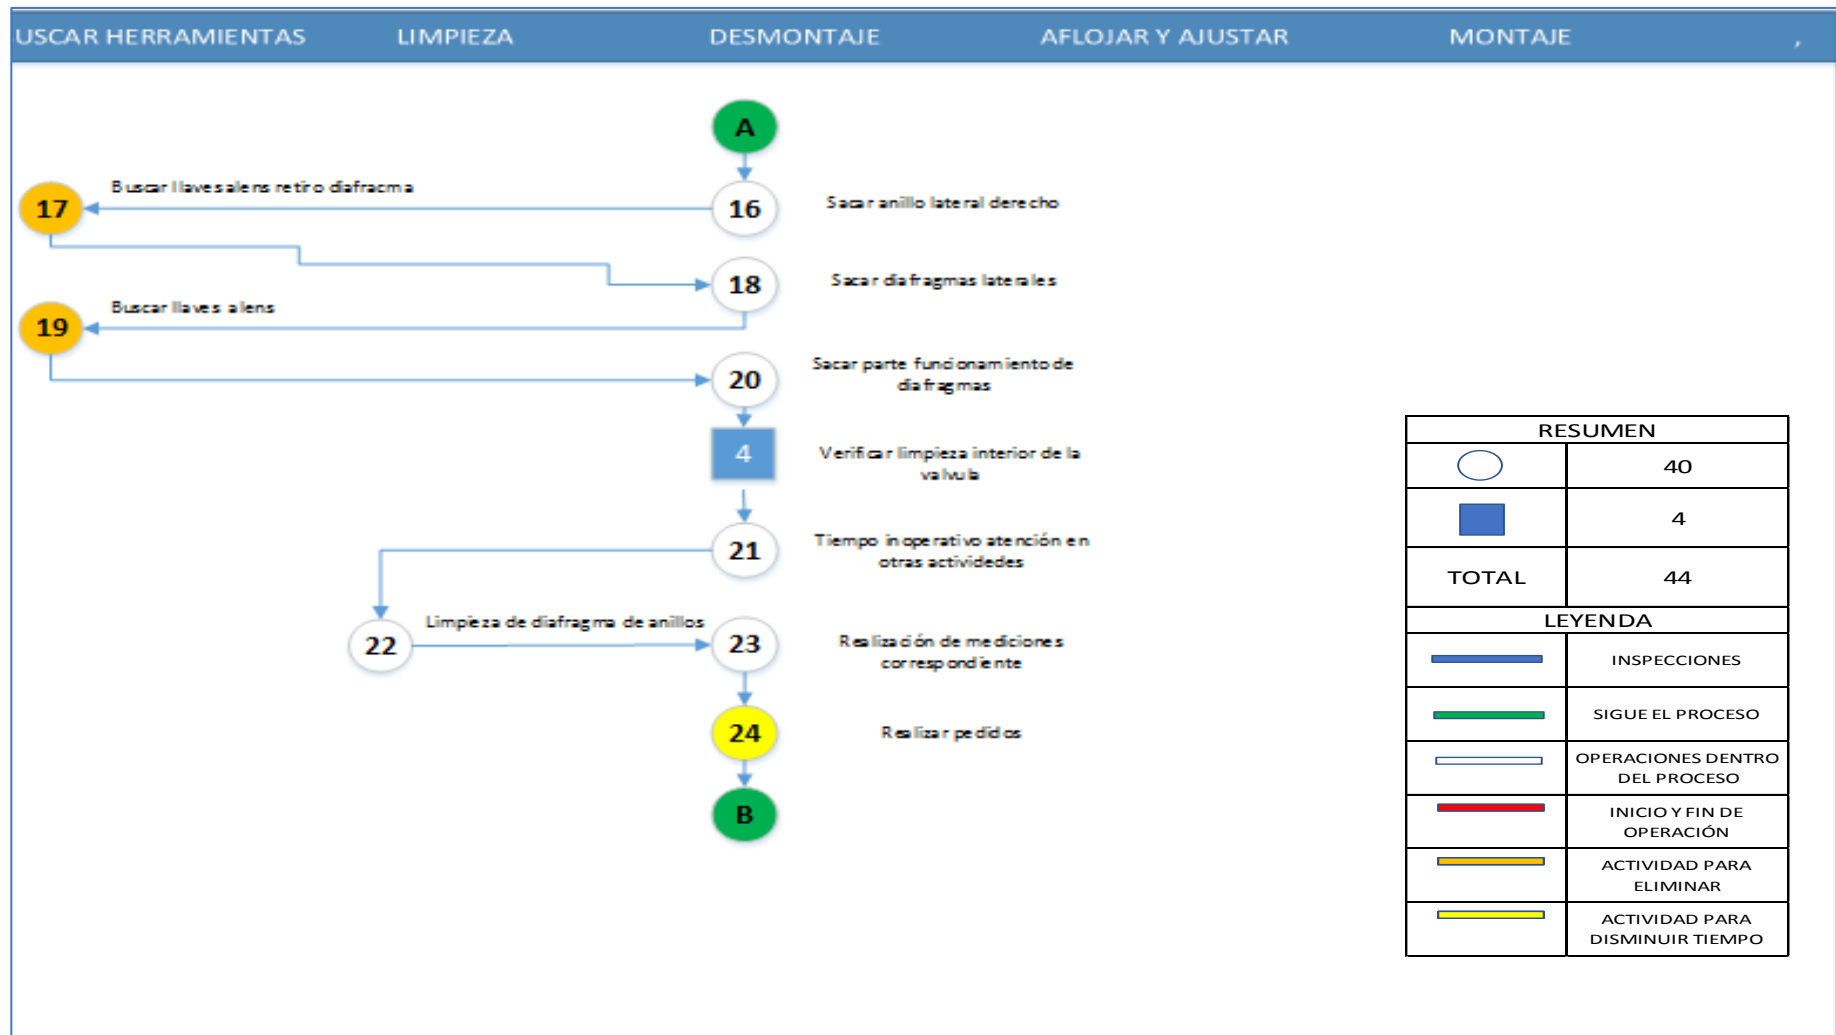 USCAR HERRAMIENTAS LIMPIEZA DESMONTAJE AFLOJAR Y AJUSTAR MONTAJE ,
A
Buscar llaves alens retiro diafracma
17
16
Sacar anillo lateral derecho
18
Sacar diafragmas laterales
Buscar llaves alens
19
20
Sacar parte funcionamiento de
diafragmas
4
Verificar limpieza interior de la
valvula
21
Tiempo inoperativo atención en
otras actividedes
22
Limpieza de diafragma de anillos
23
Realización de mediciones
correspondiente
24
Realizar pedidos
B
RESUMEN
40
4
TOTAL 44
LEYENDA
INSPECCIONES
SIGUE EL PROCESO
OPERACIONES DENTRO
DEL PROCESO
INICIO Y FIN DE
OPERACIÓN
ACTIVIDAD PARA
ELIMINAR
ACTIVIDAD PARA
DISMINUIR TIEMPO